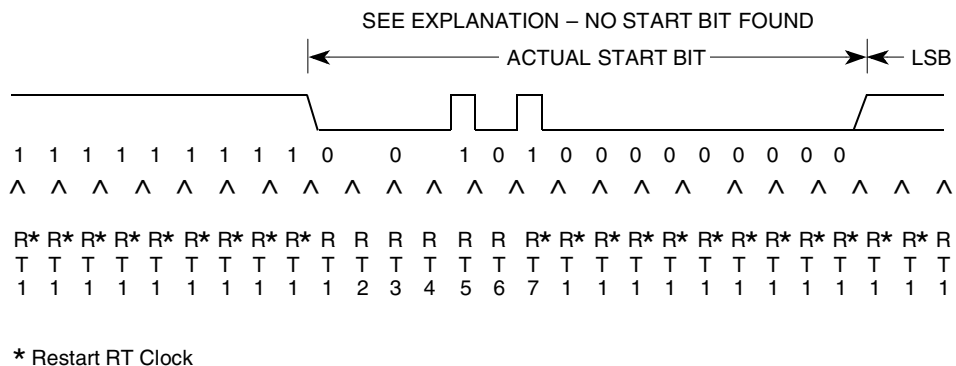 SEE EXPLANATION – NO START BIT FOUND
ACTUAL START BIT
LSB
1 1 1 1 1 1 1 1 1 0 0 1 0 1 0 0 0 0 0 0 0 0 0
^ ^ ^ ^ ^ ^ ^ ^ ^ ^ ^ ^ ^ ^ ^ ^ ^ ^ ^ ^ ^ ^ ^
R* R* R* R* R* R* R* R* R* R R R R R R R* R* R* R* R* R* R* R* R* R* R* R* R
T T T T T T T T T T T T T T T T T T T T T T T T T T T T
1 1 1 1 1 1 1 1 1 1 2 3 4 5 6 7 1 1 1 1 1 1 1 1 1 1 1 1
* Restart RT Clock